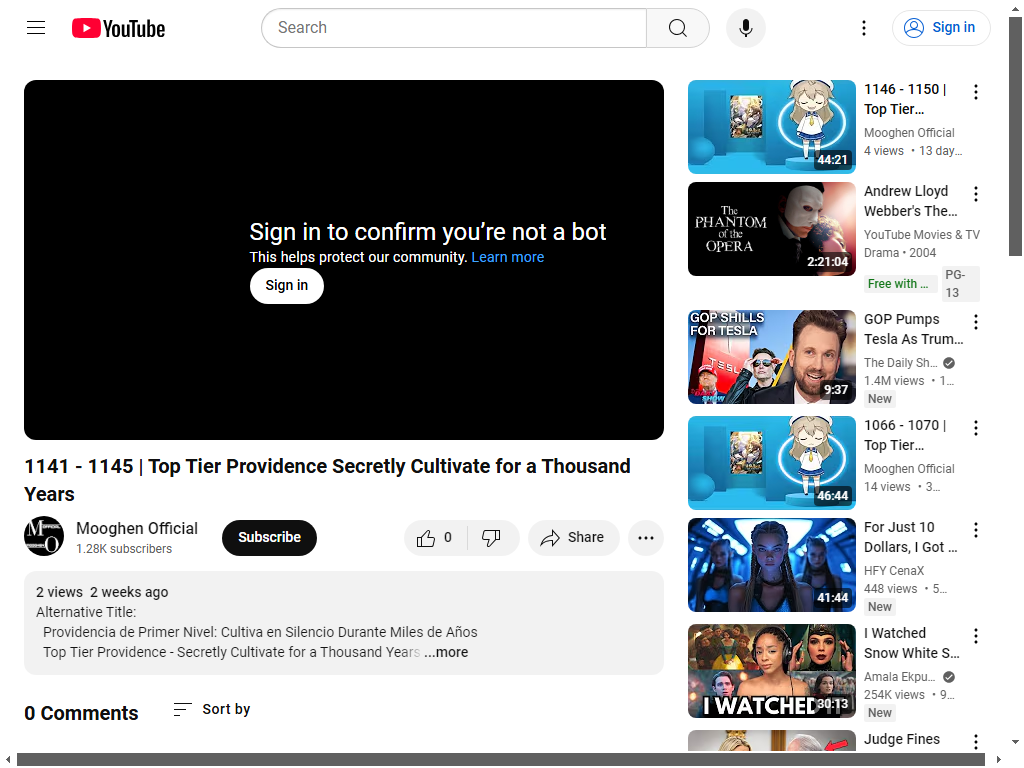 YouTube
Search
Sign in
Sign in to confirm you're not a bot
This helps protect our community. Learn more
Sign in
1141 - 1145 | Top Tier Providence Secretly Cultivate for a Thousand
Years
Mooghen Official
1.28K subscribers
Subscribe
0
Share
2 views 2 weeks ago
Alternative Title:
Providencia de Primer Nivel: Cultiva en Silencio Durante Miles de Años
Top Tier Providence - Secretly Cultivate for a Thousand Years ...more
0 Comments
Sort by
44:21
1146 - 1150 |
Top Tier…
Mooghen Official
4 views • 13 day…
The
PHANTOM
of the
OPERA
2:21:04
Andrew Lloyd
Webber's The…
YouTube Movies & TV
Drama • 2004
Free with ...
PG-
13
GOP SHILLS
FOR TESLA
TESLA
9:37
GOP Pumps
Tesla As Trum…
The Daily Sh…
1.4M views • 1…
New
46:44
1066 - 1070 |
Top Tier…
Mooghen Official
14 views • 3…
41:44
For Just 10
Dollars, I Got …
HFY CenaX
448 views • 5…
New
I WATCHED
30:13
I Watched
Snow White S…
Amala Ekpu…
254K views • 9…
New
Judge Fines